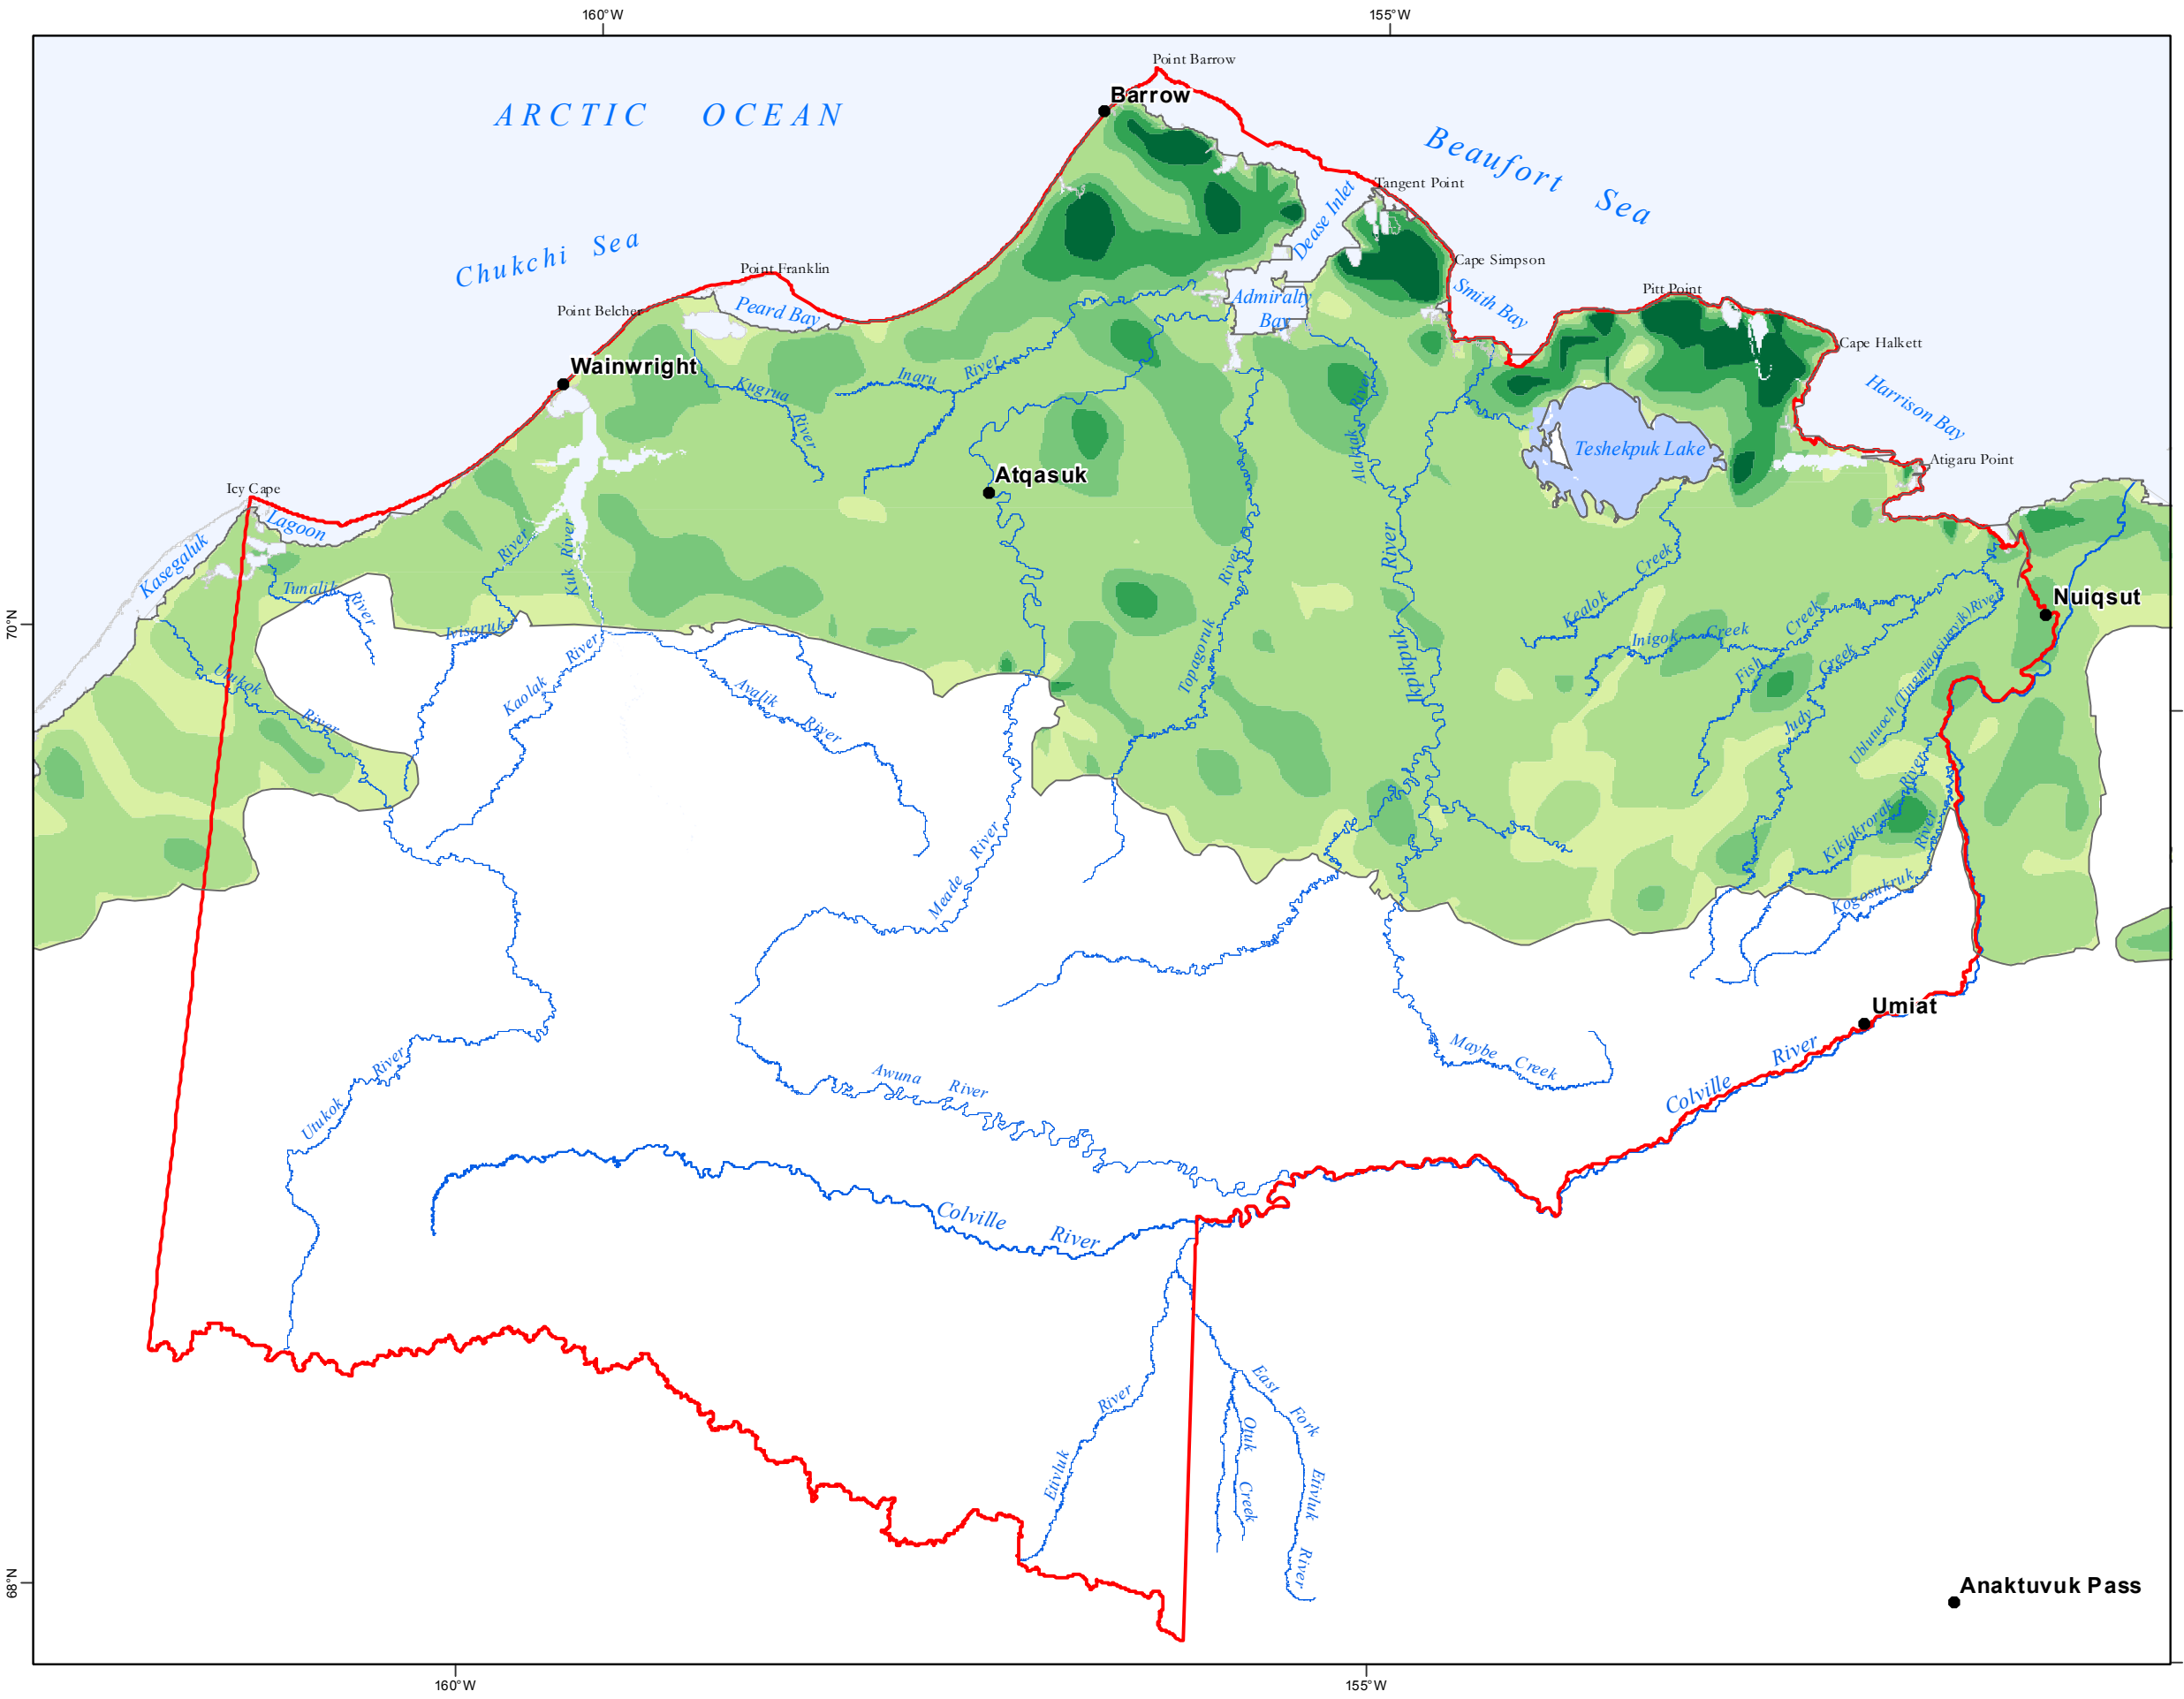 160°W
155°W
Point Barrow
Barrow
ARCTIC OCEAN
Beaufort Sea
Tangent Point
Dease Inlet
Chukchi Sea
Cape Simpson
Point Franklin
Smith Bay
Pitt Point
Admiralty
Bay
Point Belcher
Peard Bay
Cape Halkett
Wainwright
Inaru River
Kugrua River
Harrison Bay
Alaktak River
Teshekpuk Lake
Atigaru Point
Atqasuk
Icy Cape
Kasegaluk Lagoon
River
Kuk River
Tunalik River
Ivisaruk
70°N
Kealok Creek
Nuiqsut
Inigok Creek
Fish Creek
Judy Creek
Ublutuoch (Tingmiaqsiugvik) River
Topagoruk River
Ikpikpuk River
Utukok River
Kaolak River
Avalik River
Meade River
Kikiakrorak River
Kogosukruk River
Umiat
Maybe Creek
Colville River
Utukok River
Awuna River
Colville River
Etivluk River
East Fork Etivluk River
Otuk Creek
68°N
Anaktuvuk Pass
160°W
155°W